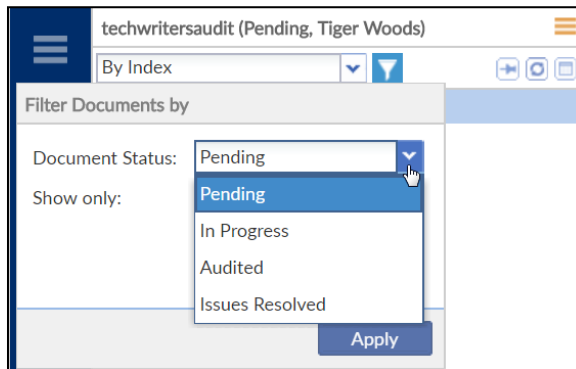 techwritersaudit (Pending, Tiger Woods)
By Index
Filter Documents by
Document Status: Pending
Show only:
Pending
In Progress
Audited
Issues Resolved
Apply